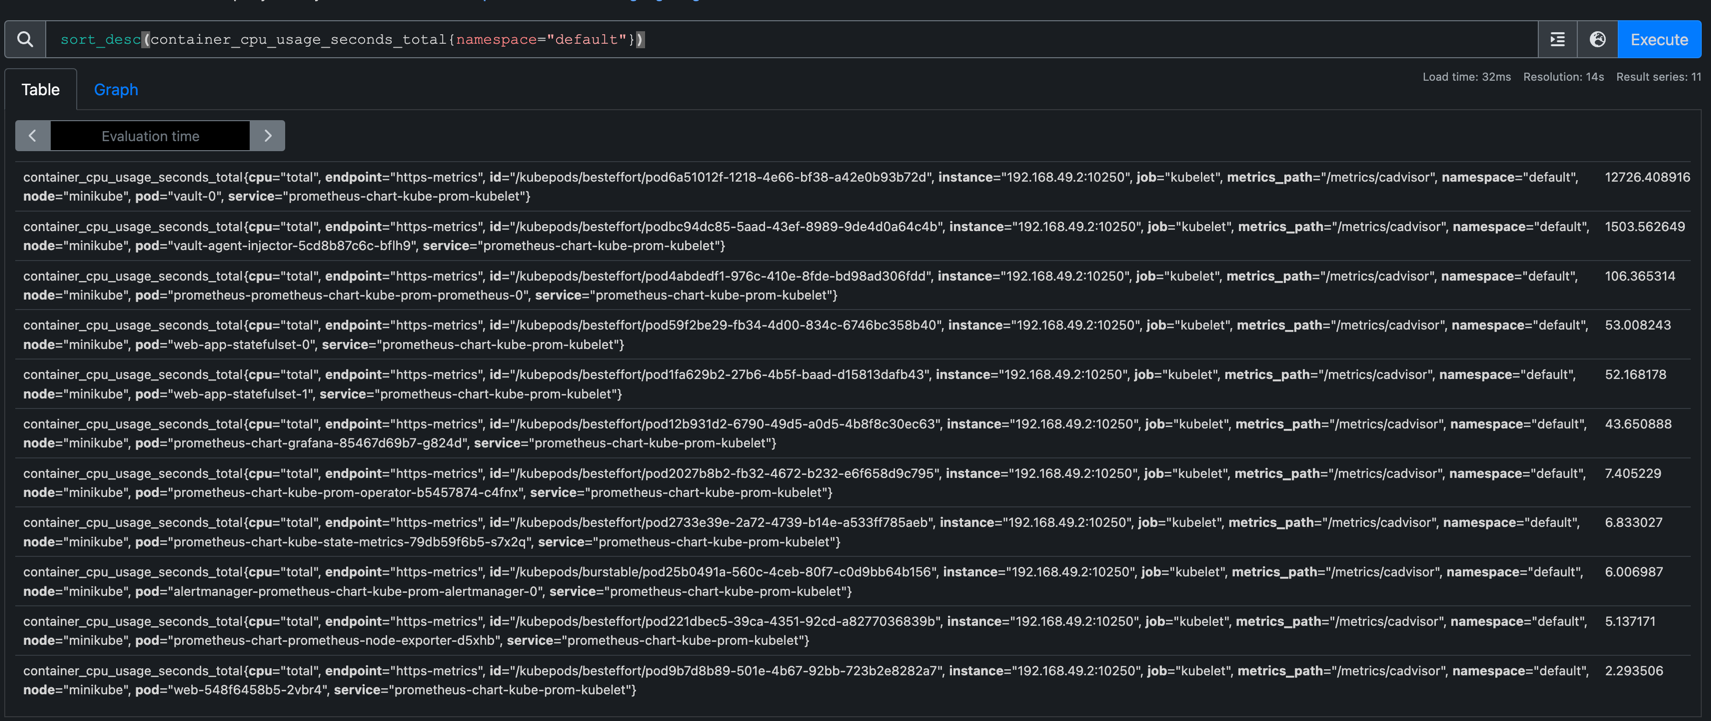 sort_desc(container_cpu_usage_seconds_total{namespace="default"})
Execute
Load time: 32ms Resolution: 14s Result series: 11
Table Graph
Evaluation time
container_cpu_usage_seconds_total{cpu="total", endpoint="https-metrics", id="/kubepods/besteffort/pod6a51012f-1218-4e66-bf38-a42e0b93b72d", instance="192.168.49.2:10250", job="kubelet", metrics_path="/metrics/cadvisor", namespace="default", 12726.408916
node="minikube", pod="vault-0", service="prometheus-chart-kube-prom-kubelet"}
container_cpu_usage_seconds_total{cpu="total", endpoint="https-metrics", id="/kubepods/besteffort/podbc94dc85-5aad-43ef-8989-9de4d0a64c4b", instance="192.168.49.2:10250", job="kubelet", metrics_path="/metrics/cadvisor", namespace="default", 1503.562649
node="minikube", pod="vault-agent-injector-5cd8b87c6c-bflh9", service="prometheus-chart-kube-prom-kubelet"}
container_cpu_usage_seconds_total{cpu="total", endpoint="https-metrics", id="/kubepods/besteffort/pod4abdedf1-976c-410e-8fde-bd98ad306fdd", instance="192.168.49.2:10250", job="kubelet", metrics_path="/metrics/cadvisor", namespace="default", 106.365314
node="minikube", pod="prometheus-prometheus-chart-kube-prom-prometheus-0", service="prometheus-chart-kube-prom-kubelet"}
container_cpu_usage_seconds_total{cpu="total", endpoint="https-metrics", id="/kubepods/besteffort/pod59f2be29-fb34-4d00-834c-6746bc358b40", instance="192.168.49.2:10250", job="kubelet", metrics_path="/metrics/cadvisor", namespace="default", 53.008243
node="minikube", pod="web-app-statefulset-0", service="prometheus-chart-kube-prom-kubelet"}
container_cpu_usage_seconds_total{cpu="total", endpoint="https-metrics", id="/kubepods/besteffort/pod1fa629b2-27b6-4b5f-baad-d15813dafb43", instance="192.168.49.2:10250", job="kubelet", metrics_path="/metrics/cadvisor", namespace="default", 52.168178
node="minikube", pod="web-app-statefulset-1", service="prometheus-chart-kube-prom-kubelet"}
container_cpu_usage_seconds_total{cpu="total", endpoint="https-metrics", id="/kubepods/besteffort/pod12b931d2-6790-49d5-a0d5-4b8f8c30ec63", instance="192.168.49.2:10250", job="kubelet", metrics_path="/metrics/cadvisor", namespace="default", 43.650888
node="minikube", pod="prometheus-chart-grafana-85467d69b7-g824d", service="prometheus-chart-kube-prom-kubelet"}
container_cpu_usage_seconds_total{cpu="total", endpoint="https-metrics", id="/kubepods/besteffort/pod2027b8b2-fb32-4672-b232-e6f658d9c795", instance="192.168.49.2:10250", job="kubelet", metrics_path="/metrics/cadvisor", namespace="default", 7.405229
node="minikube", pod="prometheus-chart-kube-prom-operator-b5457874-c4fnx", service="prometheus-chart-kube-prom-kubelet"}
container_cpu_usage_seconds_total{cpu="total", endpoint="https-metrics", id="/kubepods/besteffort/pod2733e39e-2a72-4739-b14e-a533ff785aeb", instance="192.168.49.2:10250", job="kubelet", metrics_path="/metrics/cadvisor", namespace="default", 6.833027
node="minikube", pod="prometheus-chart-kube-state-metrics-79db59f6b5-s7x2q", service="prometheus-chart-kube-prom-kubelet"}
container_cpu_usage_seconds_total{cpu="total", endpoint="https-metrics", id="/kubepods/burstable/pod25b0491a-560c-4ceb-80f7-c0d9bb64b156", instance="192.168.49.2:10250", job="kubelet", metrics_path="/metrics/cadvisor", namespace="default", 6.006987
node="minikube", pod="alertmanager-prometheus-chart-kube-prom-alertmanager-0", service="prometheus-chart-kube-prom-kubelet"}
container_cpu_usage_seconds_total{cpu="total", endpoint="https-metrics", id="/kubepods/besteffort/pod221dbec5-39ca-4351-92cd-a8277036839b", instance="192.168.49.2:10250", job="kubelet", metrics_path="/metrics/cadvisor", namespace="default", 5.137171
node="minikube", pod="prometheus-chart-prometheus-node-exporter-d5xhb", service="prometheus-chart-kube-prom-kubelet"}
container_cpu_usage_seconds_total{cpu="total", endpoint="https-metrics", id="/kubepods/besteffort/pod9b7d8b89-501e-4b67-92bb-723b2e8282a7", instance="192.168.49.2:10250", job="kubelet", metrics_path="/metrics/cadvisor", namespace="default", 2.293506
node="minikube", pod="web-548f6458b5-2vbr4", service="prometheus-chart-kube-prom-kubelet"}